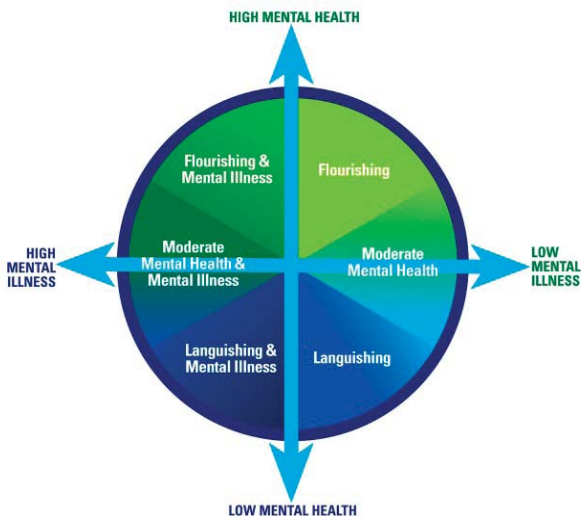 HIGH MENTAL HEALTH
Flourishing &
Mental Illness
Flourishing
HIGH
MENTAL
ILLNESS
Moderate
Mental Health &
Mental Illness
Moderate
Mental Health
LOW
MENTAL
ILLNESS
Languishing &
Mental Illness
Languishing
LOW MENTAL HEALTH